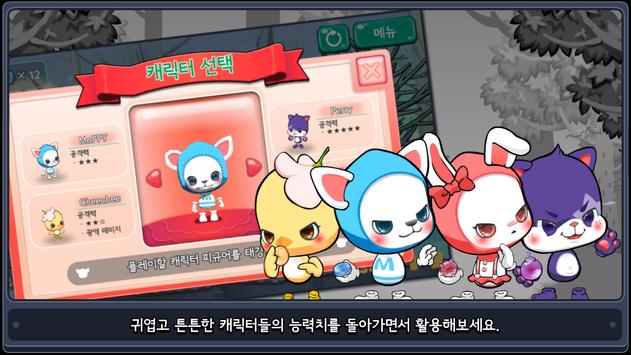 × 12
메뉴
캐릭터 선택
MoPPY
공격력
· ★★★
Perry
공격력
· ★★★★★
Cheechee
공격력
· ★★☆
· 광역 데미지
플레이할 캐릭터 피규어를 태깅
M
귀엽고 튼튼한 캐릭터들의 능력치를 돌아가면서 활용해보세요.